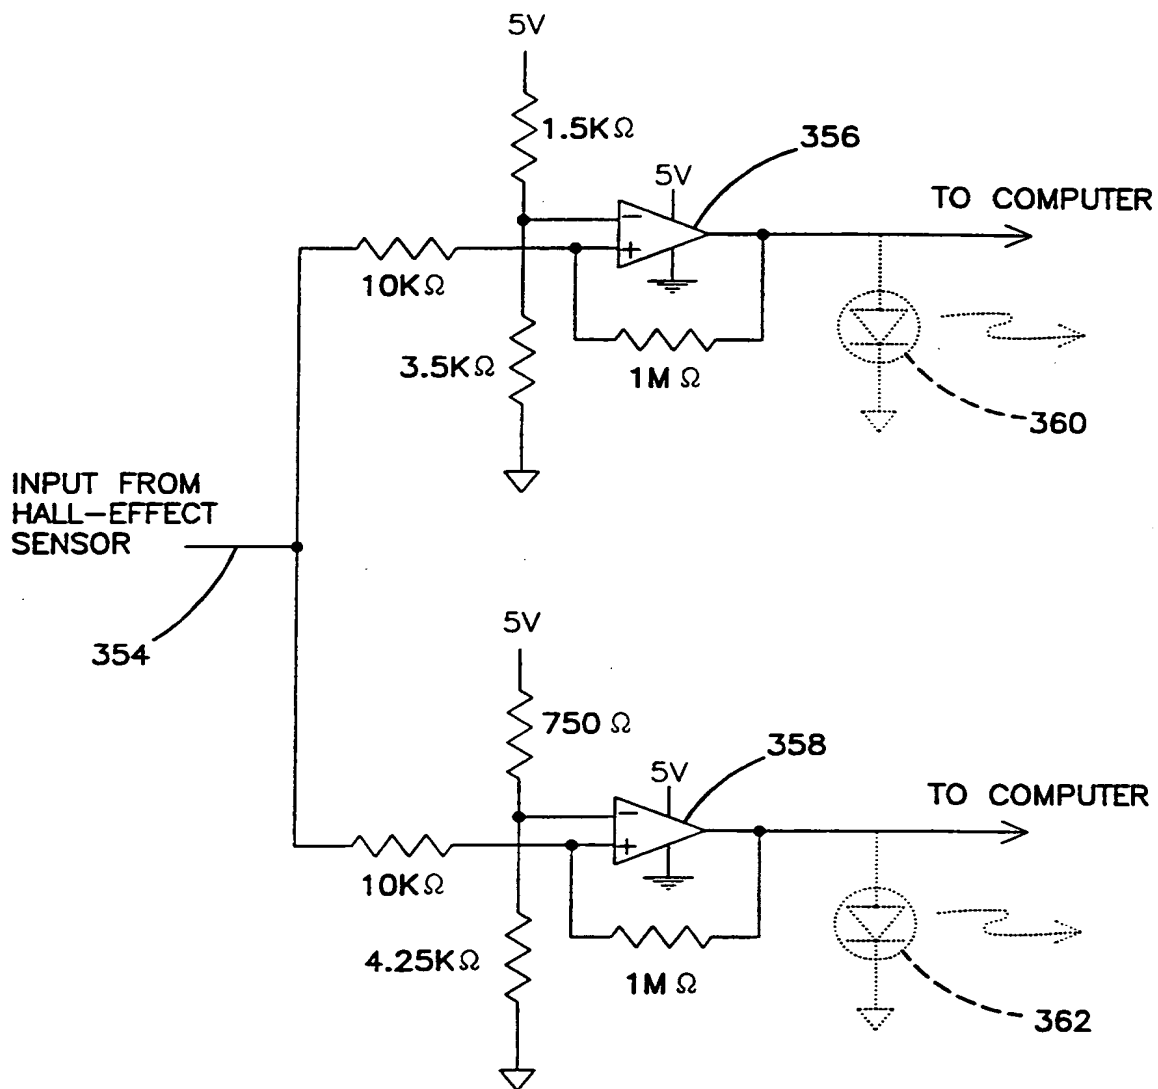 5V
1.5KΩ
356
5V
TO COMPUTER
−
+
10KΩ
3.5KΩ
1M Ω
360
INPUT FROM
HALL-EFFECT
SENSOR
354
5V
750 Ω
358
5V
TO COMPUTER
−
+
10KΩ
4.25KΩ
1M Ω
362